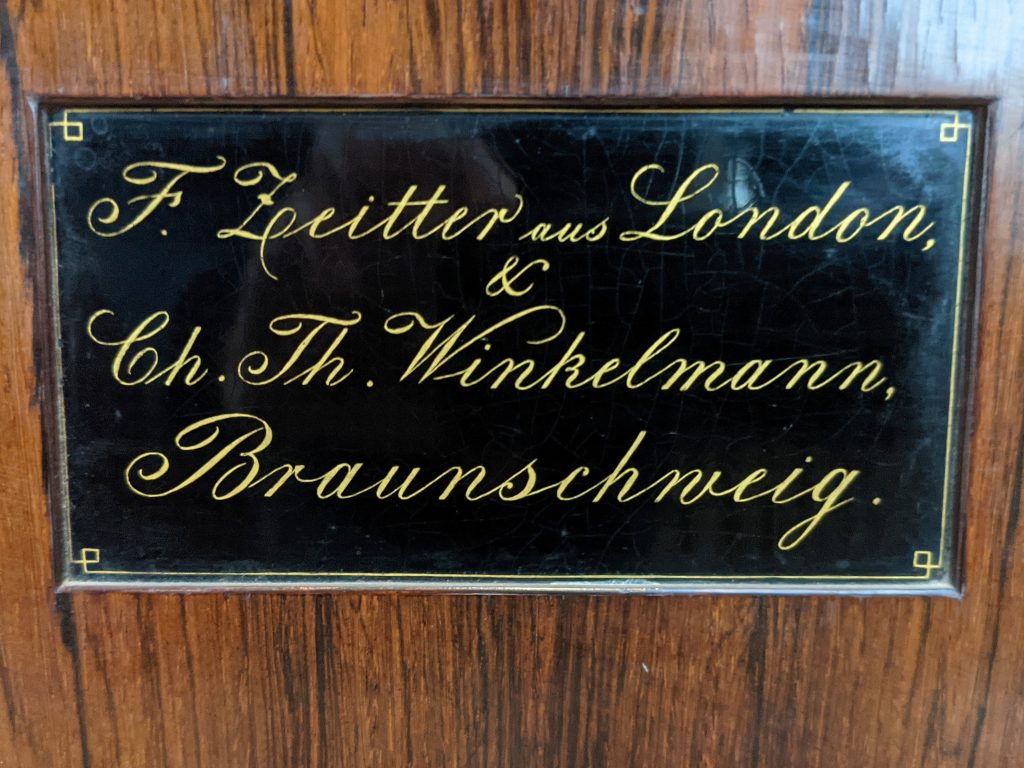 F. Zeitter aus London,
&
Ch. Th. Winkelmann,
Braunschweig.